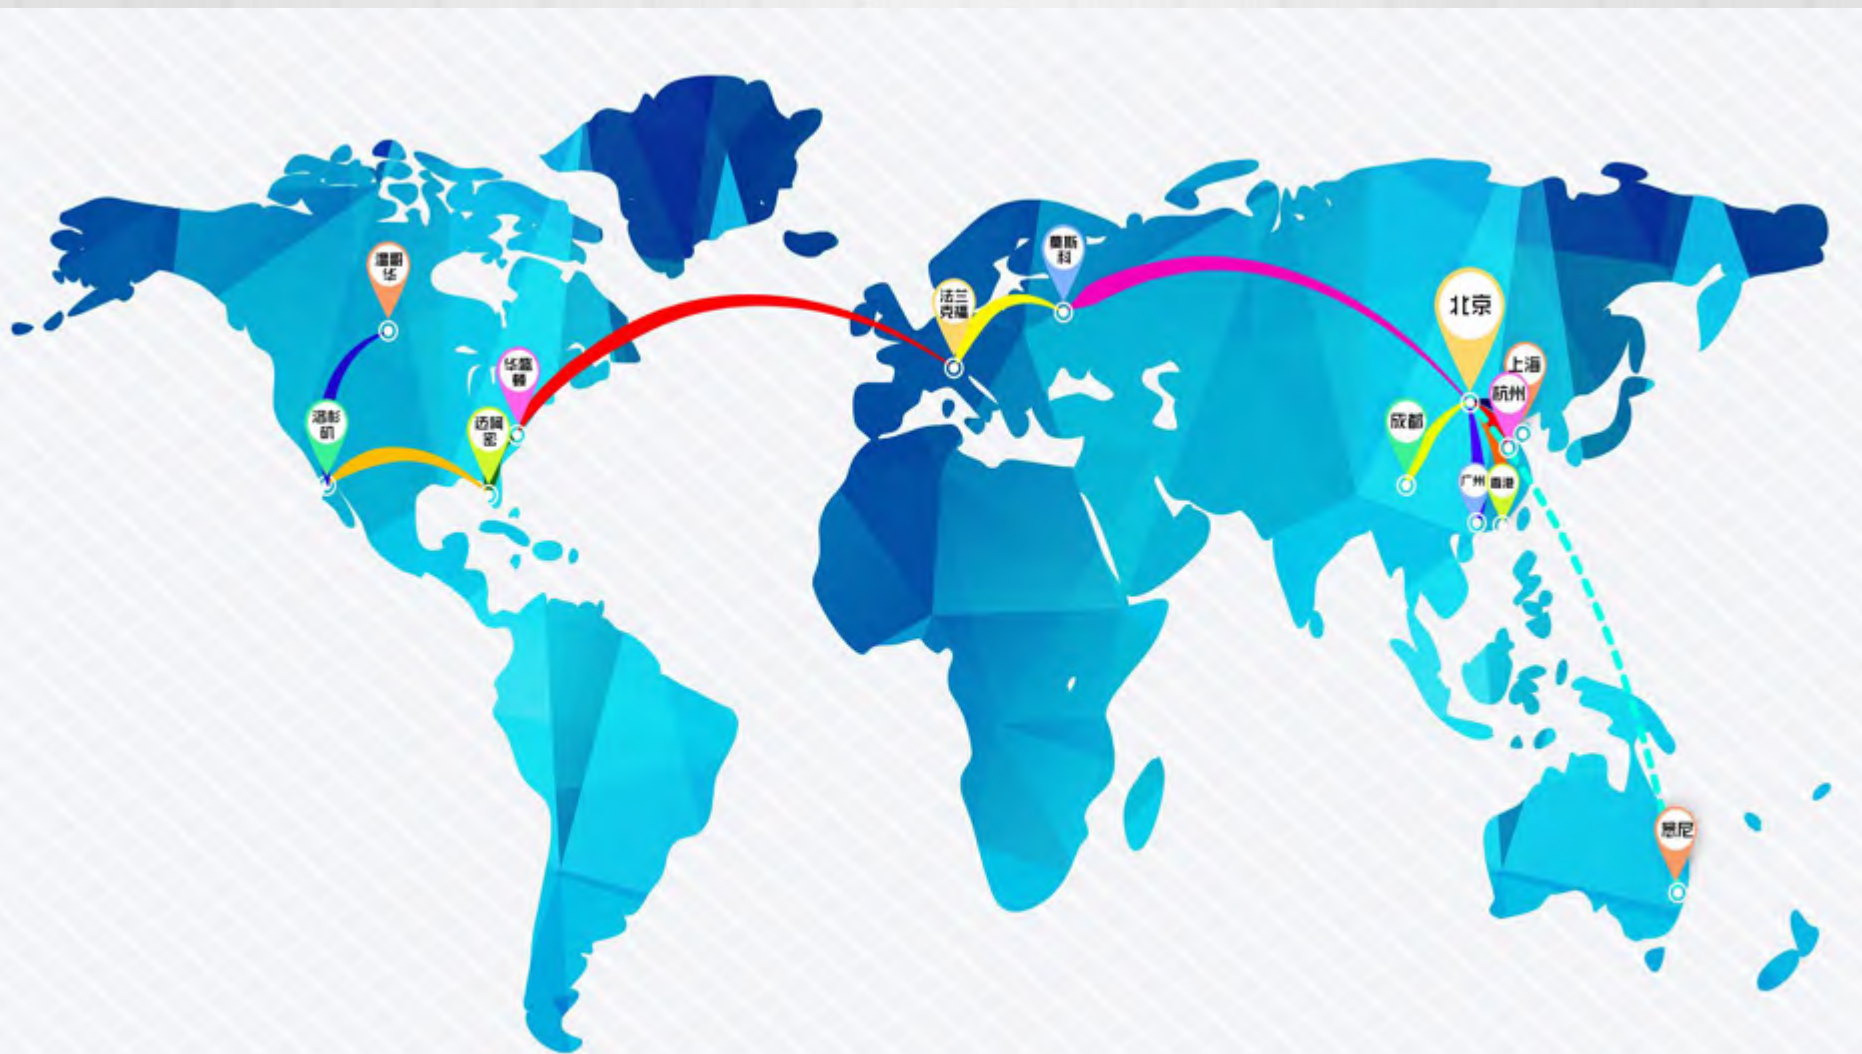 温哥
华
莫斯
科
法兰
克福
北京
华盛
顿
上海
杭州
洛杉
矶
迈阿
密
成都
广州
香港
悉尼